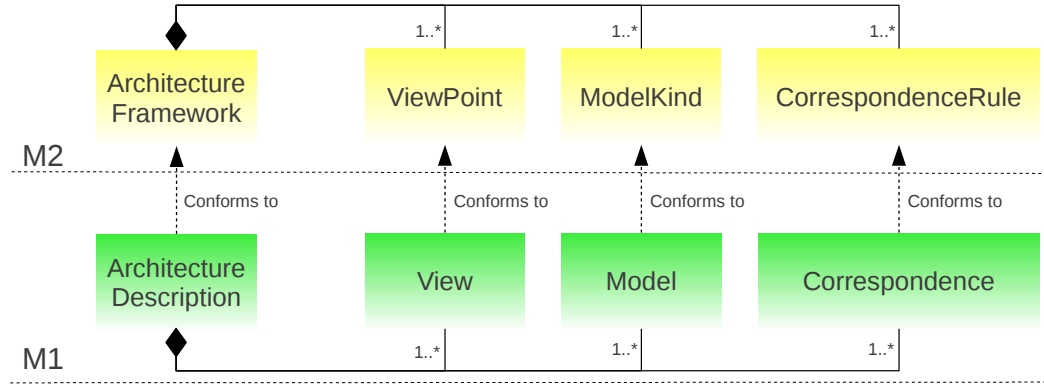 1..*
1..*
1..*
Architecture
Framework
ViewPoint
ModelKind
CorrespondenceRule
M2
Conforms to
Conforms to
Conforms to
Conforms to
Architecture
Description
View
Model
Correspondence
M1
1..*
1..*
1..*